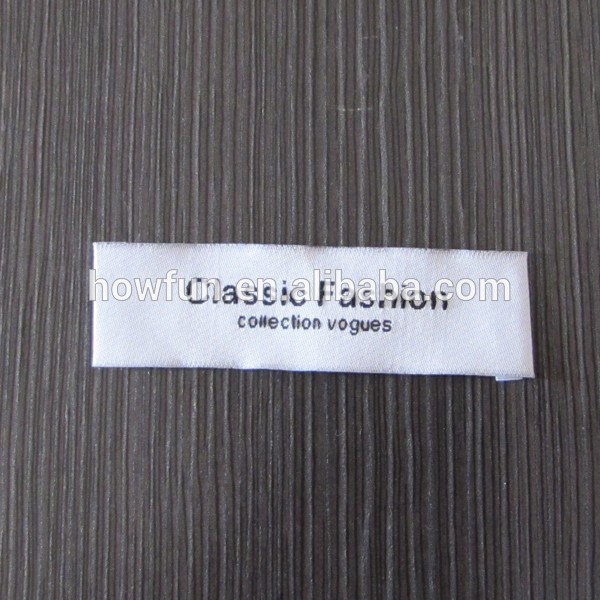 Classic Fashion
howfun.en.alibaba.com
collection vogues